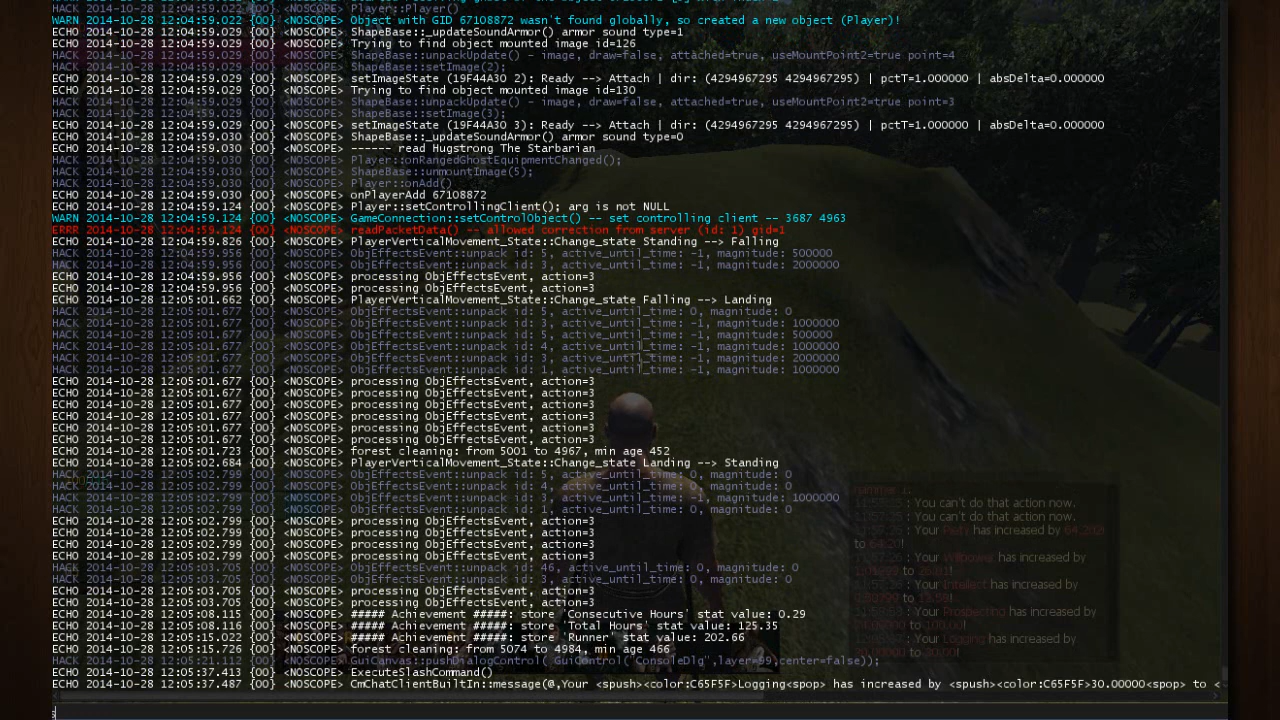 HACK 2014-10-28 12:04:59.022 {00} <NOSCOPE> Player::Player()
WARN 2014-10-28 12:04:59.022 {00} <NOSCOPE> Object with GID 67108872 wasn't found globally, so created a new object (Player)!
ECHO 2014-10-28 12:04:59.029 {00} <NOSCOPE> ShapeBase::_updateSoundArmor() armor sound type=1
ECHO 2014-10-28 12:04:59.029 {00} <NOSCOPE> Trying to find object mounted image id=126
HACK 2014-10-28 12:04:59.029 {00} <NOSCOPE> ShapeBase::unpackUpdate() - image, draw=false, attached=true, useMountPoint2=true point=4
HACK 2014-10-28 12:04:59.029 {00} <NOSCOPE> ShapeBase::setImage(2);
ECHO 2014-10-28 12:04:59.029 {00} <NOSCOPE> setImageState (19F44A30 2): Ready --> Attach | dir: (4294967295 4294967295) | pctT=1.000000 | absDelta=0.000000
ECHO 2014-10-28 12:04:59.029 {00} <NOSCOPE> Trying to find object mounted image id=130
HACK 2014-10-28 12:04:59.029 {00} <NOSCOPE> ShapeBase::unpackUpdate() - image, draw=false, attached=true, useMountPoint2=true point=3
HACK 2014-10-28 12:04:59.029 {00} <NOSCOPE> ShapeBase::setImage(3);
ECHO 2014-10-28 12:04:59.029 {00} <NOSCOPE> setImageState (19F44A30 3): Ready --> Attach | dir: (4294967295 4294967295) | pctT=1.000000 | absDelta=0.000000
ECHO 2014-10-28 12:04:59.030 {00} <NOSCOPE> ShapeBase::_updateSoundArmor() armor sound type=0
ECHO 2014-10-28 12:04:59.030 {00} <NOSCOPE> ------ read Hugstrong The Starbarian
HACK 2014-10-28 12:04:59.030 {00} <NOSCOPE> Player::onRangedGhostEquipmentChanged();
HACK 2014-10-28 12:04:59.030 {00} <NOSCOPE> ShapeBase::unmountImage(5);
HACK 2014-10-28 12:04:59.030 {00} <NOSCOPE> Player::onAdd()
ECHO 2014-10-28 12:04:59.030 {00} <NOSCOPE> onPlayerAdd 67108872
ECHO 2014-10-28 12:04:59.124 {00} <NOSCOPE> Player::setControllingClient(); arg is not NULL
WARN 2014-10-28 12:04:59.124 {00} <NOSCOPE> GameConnection::setControlObject() -- set controlling client -- 3687 4963
ERRR 2014-10-28 12:04:59.124 {00} <NOSCOPE> readPacketData() -- allowed correction from server (id: 1) gid=1
ECHO 2014-10-28 12:04:59.826 {00} <NOSCOPE> PlayerVerticalMovement_State::Change_state Standing --> Falling
HACK 2014-10-28 12:04:59.956 {00} <NOSCOPE> ObjEffectsEvent::unpack id: 5, active_until_time: -1, magnitude: 500000
HACK 2014-10-28 12:04:59.956 {00} <NOSCOPE> ObjEffectsEvent::unpack id: 3, active_until_time: -1, magnitude: 2000000
ECHO 2014-10-28 12:04:59.956 {00} <NOSCOPE> processing ObjEffectsEvent, action=3
ECHO 2014-10-28 12:04:59.956 {00} <NOSCOPE> processing ObjEffectsEvent, action=3
ECHO 2014-10-28 12:05:01.662 {00} <NOSCOPE> PlayerVerticalMovement_State::Change_state Falling --> Landing
HACK 2014-10-28 12:05:01.677 {00} <NOSCOPE> ObjEffectsEvent::unpack id: 5, active_until_time: 0, magnitude: 0
HACK 2014-10-28 12:05:01.677 {00} <NOSCOPE> ObjEffectsEvent::unpack id: 3, active_until_time: -1, magnitude: 1000000
HACK 2014-10-28 12:05:01.677 {00} <NOSCOPE> ObjEffectsEvent::unpack id: 5, active_until_time: -1, magnitude: 500000
HACK 2014-10-28 12:05:01.677 {00} <NOSCOPE> ObjEffectsEvent::unpack id: 4, active_until_time: -1, magnitude: 1000000
HACK 2014-10-28 12:05:01.677 {00} <NOSCOPE> ObjEffectsEvent::unpack id: 3, active_until_time: -1, magnitude: 2000000
HACK 2014-10-28 12:05:01.677 {00} <NOSCOPE> ObjEffectsEvent::unpack id: 1, active_until_time: -1, magnitude: 1000000
ECHO 2014-10-28 12:05:01.677 {00} <NOSCOPE> processing ObjEffectsEvent, action=3
ECHO 2014-10-28 12:05:01.677 {00} <NOSCOPE> processing ObjEffectsEvent, action=3
ECHO 2014-10-28 12:05:01.677 {00} <NOSCOPE> processing ObjEffectsEvent, action=3
ECHO 2014-10-28 12:05:01.677 {00} <NOSCOPE> processing ObjEffectsEvent, action=3
ECHO 2014-10-28 12:05:01.677 {00} <NOSCOPE> processing ObjEffectsEvent, action=3
ECHO 2014-10-28 12:05:01.677 {00} <NOSCOPE> processing ObjEffectsEvent, action=3
ECHO 2014-10-28 12:05:01.723 {00} <NOSCOPE> forest cleaning: from 5001 to 4967, min age 452
ECHO 2014-10-28 12:05:02.684 {00} <NOSCOPE> PlayerVerticalMovement_State::Change_state Landing --> Standing
HACK 2014-10-28 12:05:02.799 {00} <NOSCOPE> ObjEffectsEvent::unpack id: 5, active_until_time: 0, magnitude: 0
HACK 2014-10-28 12:05:02.799 {00} <NOSCOPE> ObjEffectsEvent::unpack id: 4, active_until_time: 0, magnitude: 0
HACK 2014-10-28 12:05:02.799 {00} <NOSCOPE> ObjEffectsEvent::unpack id: 3, active_until_time: -1, magnitude: 1000000
HACK 2014-10-28 12:05:02.799 {00} <NOSCOPE> ObjEffectsEvent::unpack id: 1, active_until_time: 0, magnitude: 0
ECHO 2014-10-28 12:05:02.799 {00} <NOSCOPE> processing ObjEffectsEvent, action=3
ECHO 2014-10-28 12:05:02.799 {00} <NOSCOPE> processing ObjEffectsEvent, action=3
ECHO 2014-10-28 12:05:02.799 {00} <NOSCOPE> processing ObjEffectsEvent, action=3
ECHO 2014-10-28 12:05:02.799 {00} <NOSCOPE> processing ObjEffectsEvent, action=3
HACK 2014-10-28 12:05:03.705 {00} <NOSCOPE> ObjEffectsEvent::unpack id: 46, active_until_time: 0, magnitude: 0
HACK 2014-10-28 12:05:03.705 {00} <NOSCOPE> ObjEffectsEvent::unpack id: 3, active_until_time: 0, magnitude: 0
ECHO 2014-10-28 12:05:03.705 {00} <NOSCOPE> processing ObjEffectsEvent, action=3
ECHO 2014-10-28 12:05:03.705 {00} <NOSCOPE> processing ObjEffectsEvent, action=3
ECHO 2014-10-28 12:05:08.115 {00} <NOSCOPE> ##### Achievement #####: store 'Consecutive Hours' stat value: 0.29
ECHO 2014-10-28 12:05:08.116 {00} <NOSCOPE> ##### Achievement #####: store 'Total Hours' stat value: 125.35
ECHO 2014-10-28 12:05:15.022 {00} <NOSCOPE> ##### Achievement #####: store 'Runner' stat value: 202.66
ECHO 2014-10-28 12:05:15.726 {00} <NOSCOPE> forest cleaning: from 5074 to 4984, min age 466
HACK 2014-10-28 12:05:21.112 {00} <NOSCOPE> GuiCanvas::pushDialogControl( GuiControl("ConsoleDlg",layer=99,center=false));
ECHO 2014-10-28 12:05:37.413 {00} <NOSCOPE> ExecuteSlashCommand()
ECHO 2014-10-28 12:05:37.487 {00} <NOSCOPE> CmChatClientBuiltIn::message(@,Your <spush><color:C65F5F>Logging<spop> has increased by <spush><color:C65F5F>30.00000<spop> to <
: You can't do that action now.
: You can't do that action now.
: Your Piety has increased by
to
: Your Willpower has increased by
to
: Your Intellect has increased by
to
: Your Prospecting has increased by
to 100.00!
: Your Logging has increased by
to 30.00!